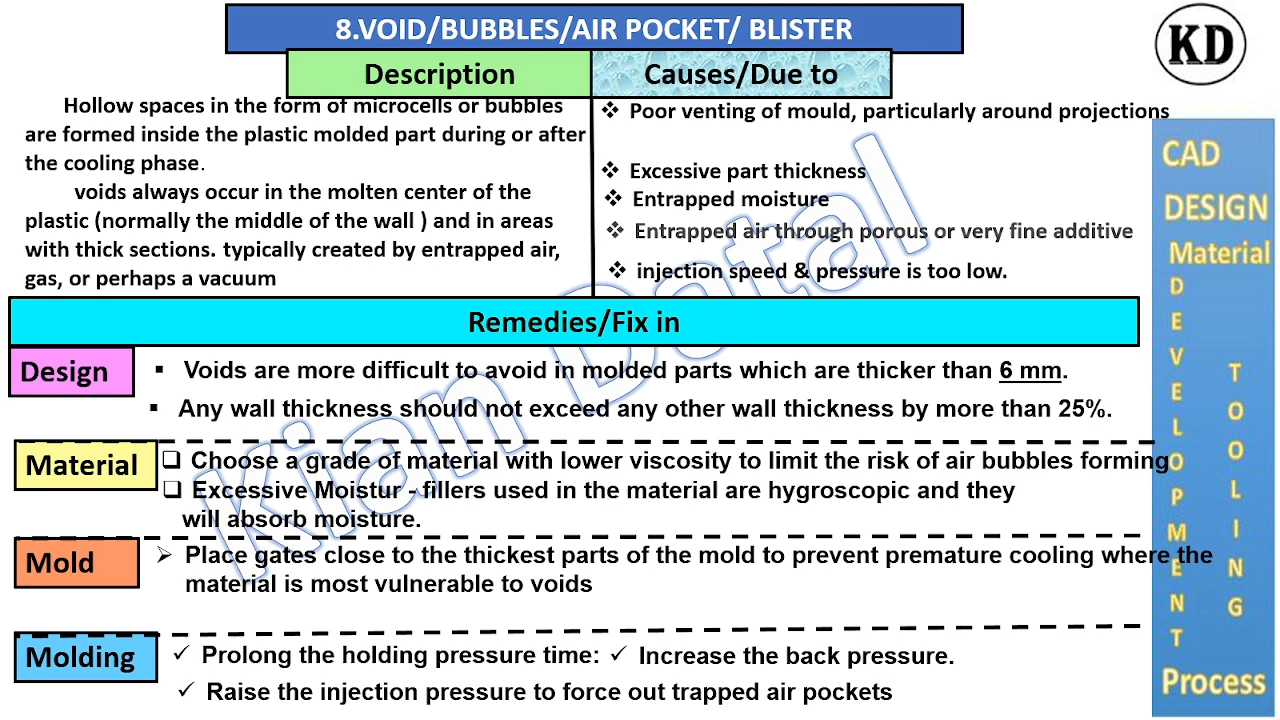 8.VOID/BUBBLES/AIR POCKET/ BLISTER
KD
Description
Causes/Due to
Hollow spaces in the form of microcells or bubbles
are formed inside the plastic molded part during or after
the cooling phase.
voids always occur in the molten center of the
plastic (normally the middle of the wall ) and in areas
with thick sections. typically created by entrapped air,
gas, or perhaps a vacuum
❖ Poor venting of mould, particularly around projections
❖ Excessive part thickness
❖ Entrapped moisture
❖ Entrapped air through porous or very fine additive
❖ injection speed & pressure is too low.
Remedies/Fix in
Design
▪ Voids are more difficult to avoid in molded parts which are thicker than 6 mm.
▪ Any wall thickness should not exceed any other wall thickness by more than 25%.
Material
❑ Choose a grade of material with lower viscosity to limit the risk of air bubbles forming
❑ Excessive Moistur - fillers used in the material are hygroscopic and they
will absorb moisture.
Mold
➢ Place gates close to the thickest parts of the mold to prevent premature cooling where the
material is most vulnerable to voids
Molding
✓ Prolong the holding pressure time: ✓ Increase the back pressure.
✓ Raise the injection pressure to force out trapped air pockets
Kian Datal
CAD
DESIGN
Material
DEVELOPMENT
TOOLING
Process